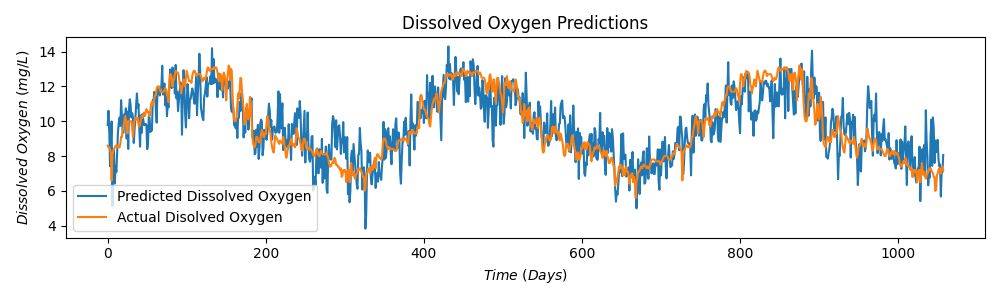 Dissolved Oxygen Predictions
Dissolved Oxygen (mg/L)
14
12
10
8
6
4
Predicted Dissolved Oxygen
Actual Disolved Oxygen
0 200 400 600 800 1000
Time (Days)